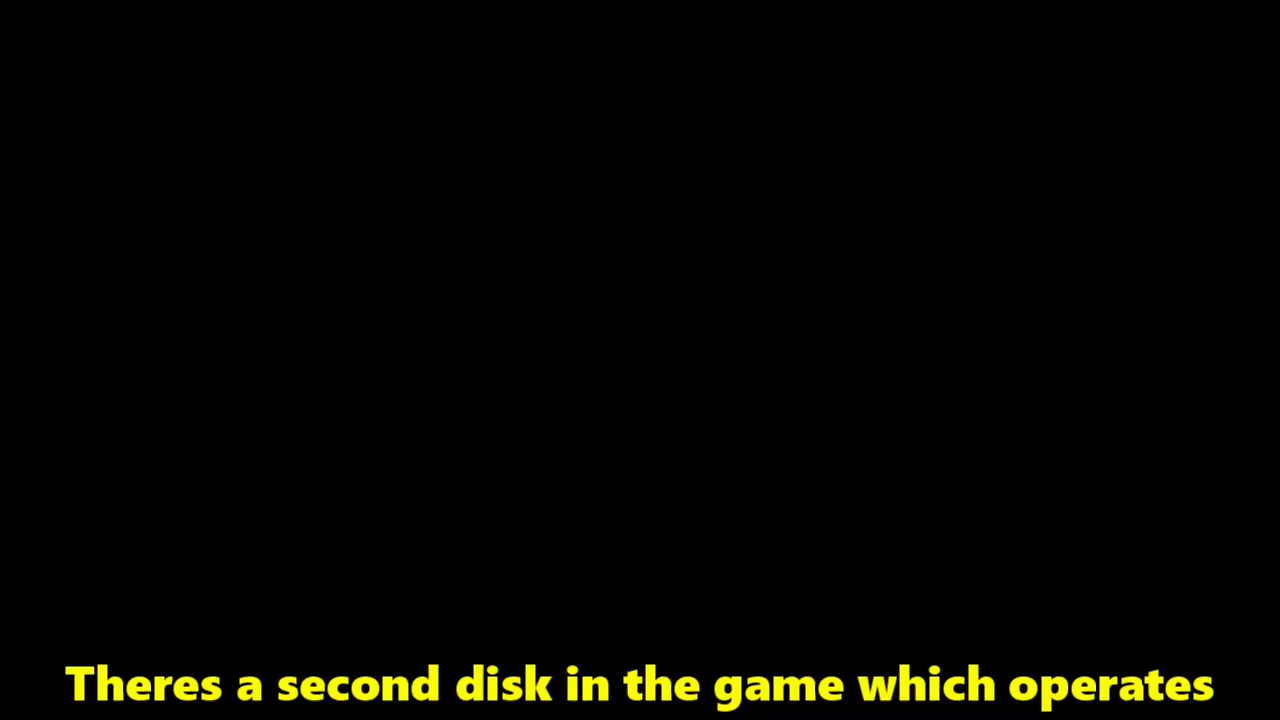 Theres a second disk in the game which operates